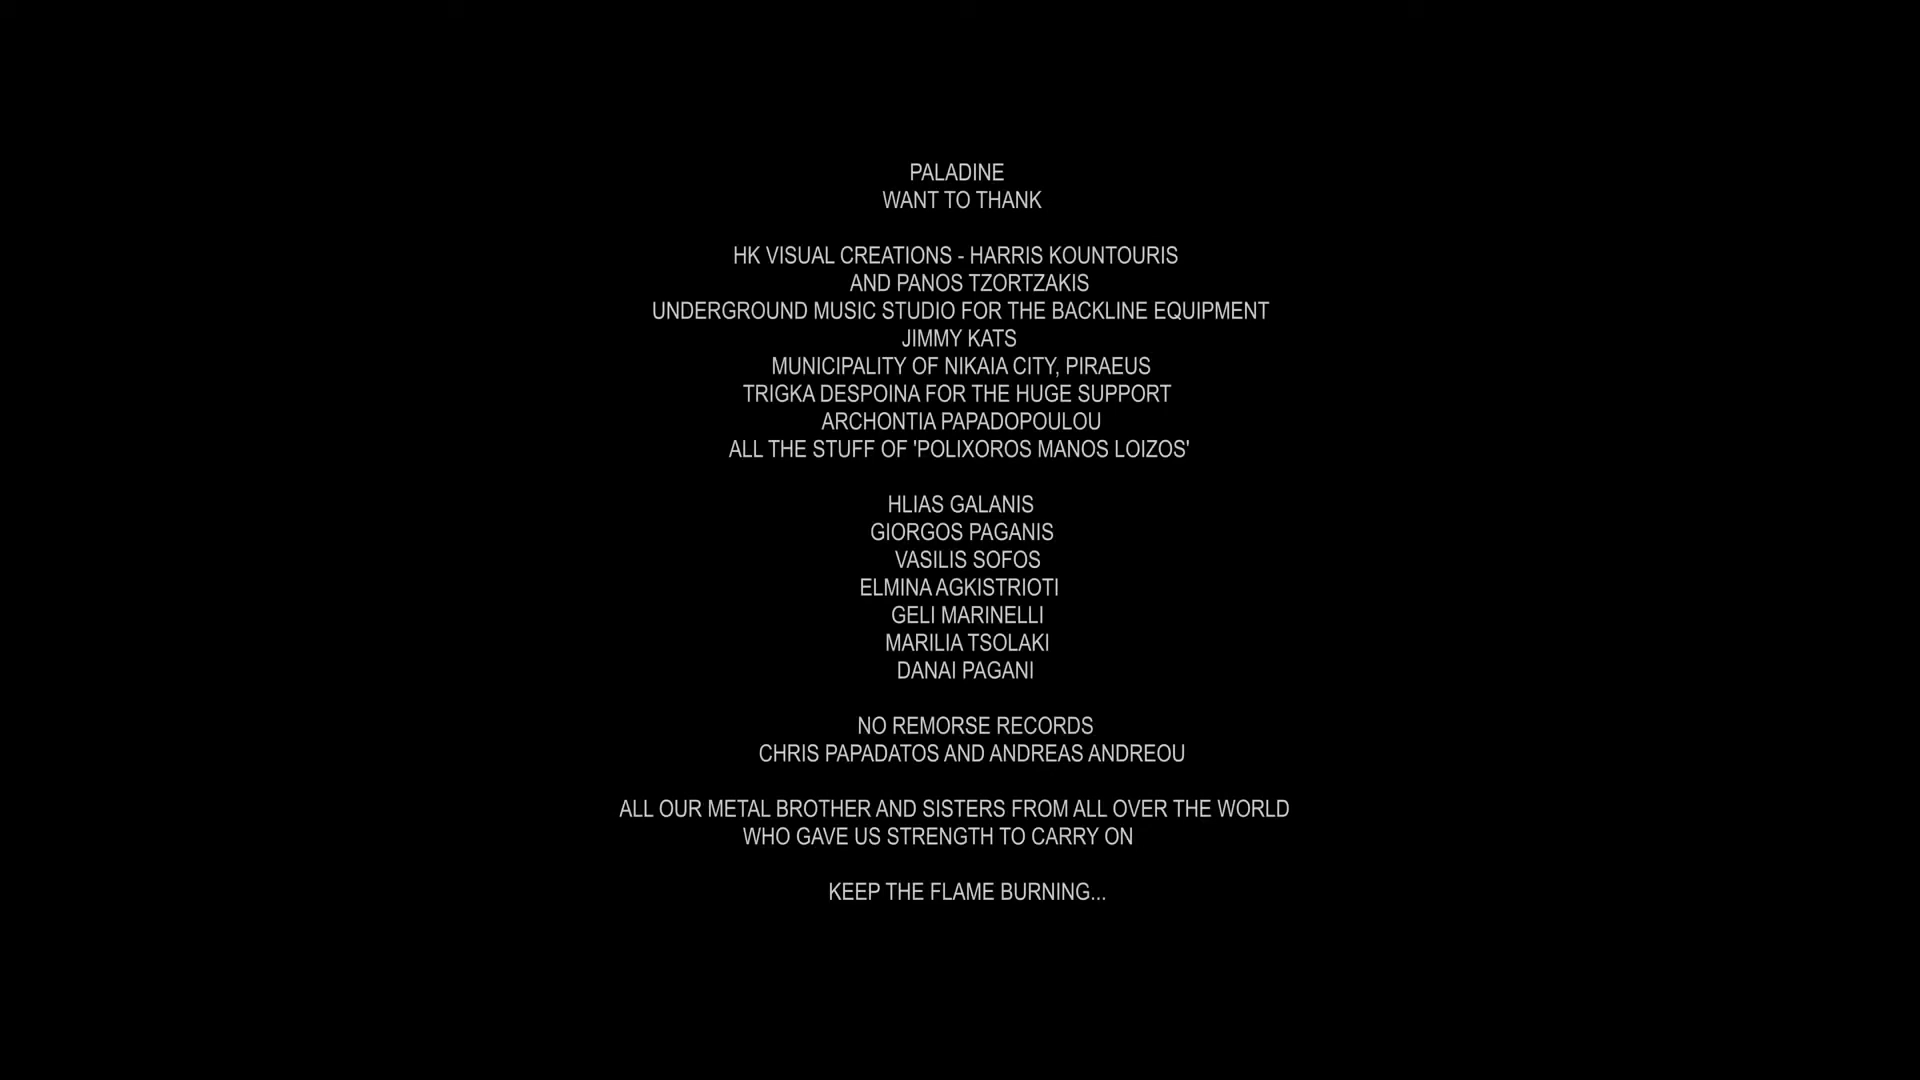 PALADINE
WANT TO THANK
HK VISUAL CREATIONS - HARRIS KOUNTOURIS
AND PANOS TZORTZAKIS
UNDERGROUND MUSIC STUDIO FOR THE BACKLINE EQUIPMENT
JIMMY KATS
MUNICIPALITY OF NIKAIA CITY, PIRAEUS
TRIGKA DESPOINA FOR THE HUGE SUPPORT
ARCHONTIA PAPADOPOULOU
ALL THE STUFF OF 'POLIXOROS MANOS LOIZOS'
HLIAS GALANIS
GIORGOS PAGANIS
VASILIS SOFOS
ELMINA AGKISTRIOTI
GELI MARINELLI
MARILIA TSOLAKI
DANAI PAGANI
NO REMORSE RECORDS
CHRIS PAPADATOS AND ANDREAS ANDREOU
ALL OUR METAL BROTHER AND SISTERS FROM ALL OVER THE WORLD
WHO GAVE US STRENGTH TO CARRY ON
KEEP THE FLAME BURNING...